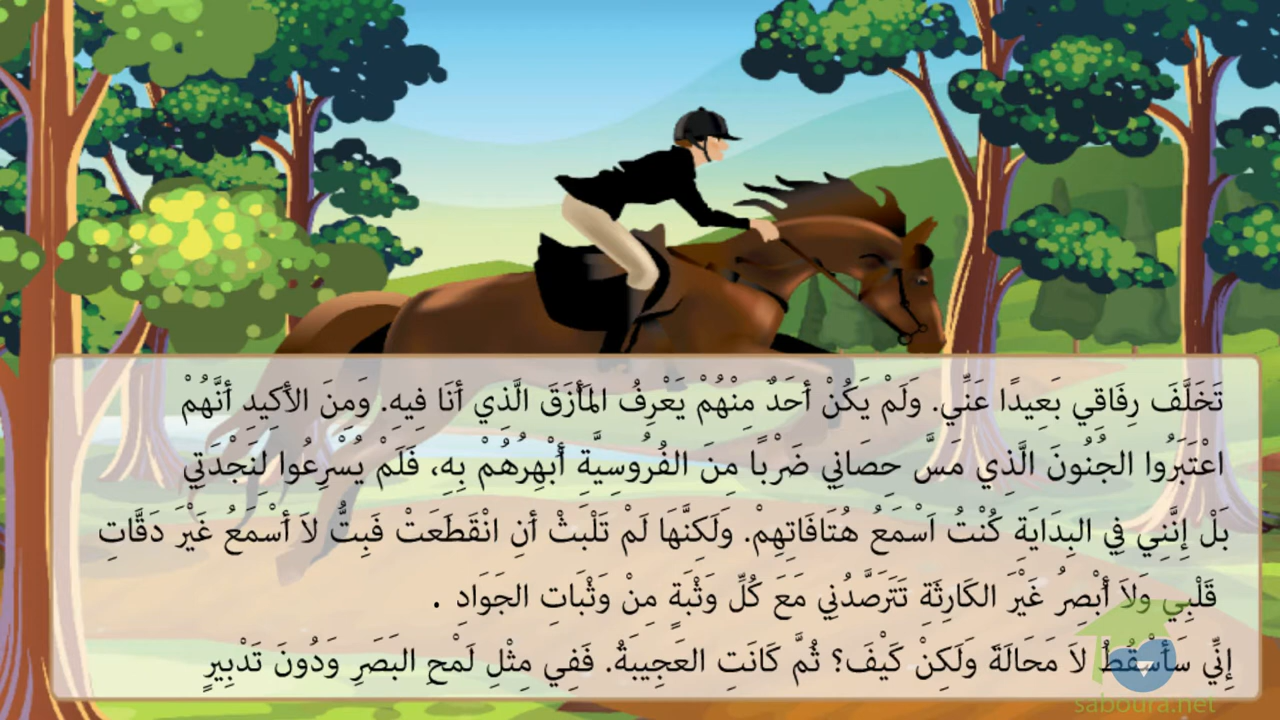 تَخَلَّفَ رِفَاقِي بَعِيدًا عَنِّي. وَلَمْ يَكُنْ أَحَدٌ مِنْهُمْ يَعْرِفُ المَأْزَقَ الَّذِي أَنَا فِيهِ. وَمِنَ الأَكِيدِ أَنَّهُمْ
اعْتَبَرُوا الجُنُونَ الَّذِي مَسَّ حِصَانِي ضَرْبًا مِنَ الفُرُوسِيَّةِ أُبْهِرُهُمْ بِهِ، فَلَمْ يُسْرِعُوا لِنَجْدَتِي
بَلْ إِنَّنِي فِي البِدَايَةِ كُنْتُ اَسْمَعُ هُتَافَاتِهِمْ. وَلَكِنَّهَا لَمْ تَلْبَثْ أَنِ انْقَطَعَتْ فَبِتُّ لاَ أَسْمَعُ غَيْرَ دَقَّاتِ
قَلْبِي وَلاَ أُبْصِرُ غَيْرَ الكَارِثَةِ تَتَرَصَّدُنِي مَعَ كُلِّ وَثْبَةٍ مِنْ وَثْبَاتِ الجَوَادِ .
إِنِّي سَأَسْقُطُ لاَ مَحَالَةَ وَلَكِنْ كَيْفَ؟ ثُمَّ كَانَتِ العَجِيبَةُ. فَفِي مِثْلِ لَمْحِ البَصَرِ وَدُونَ تَدْبِيرٍ
saboura.net